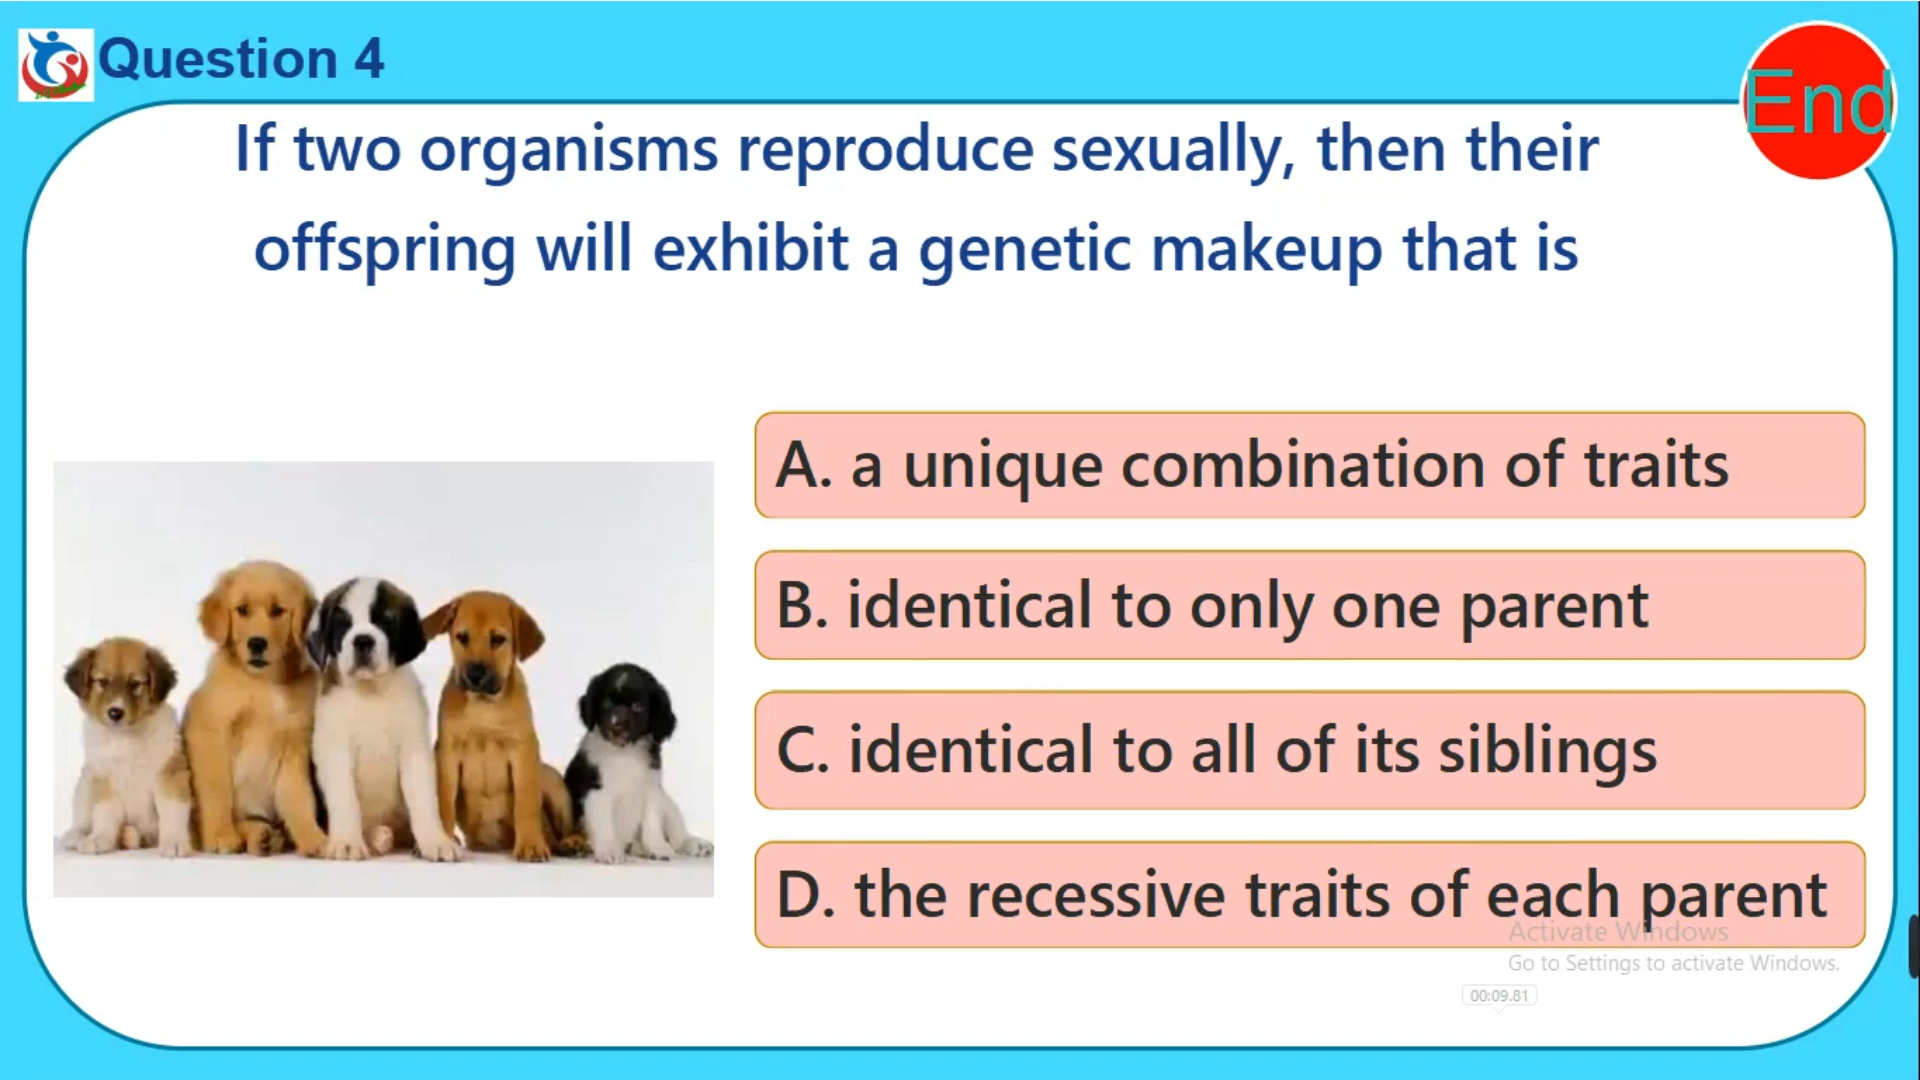 Question 4
End
If two organisms reproduce sexually, then their
offspring will exhibit a genetic makeup that is
A. a unique combination of traits
B. identical to only one parent
C. identical to all of its siblings
D. the recessive traits of each parent
Activate Windows
Go to Settings to activate Windows.
00:09.81